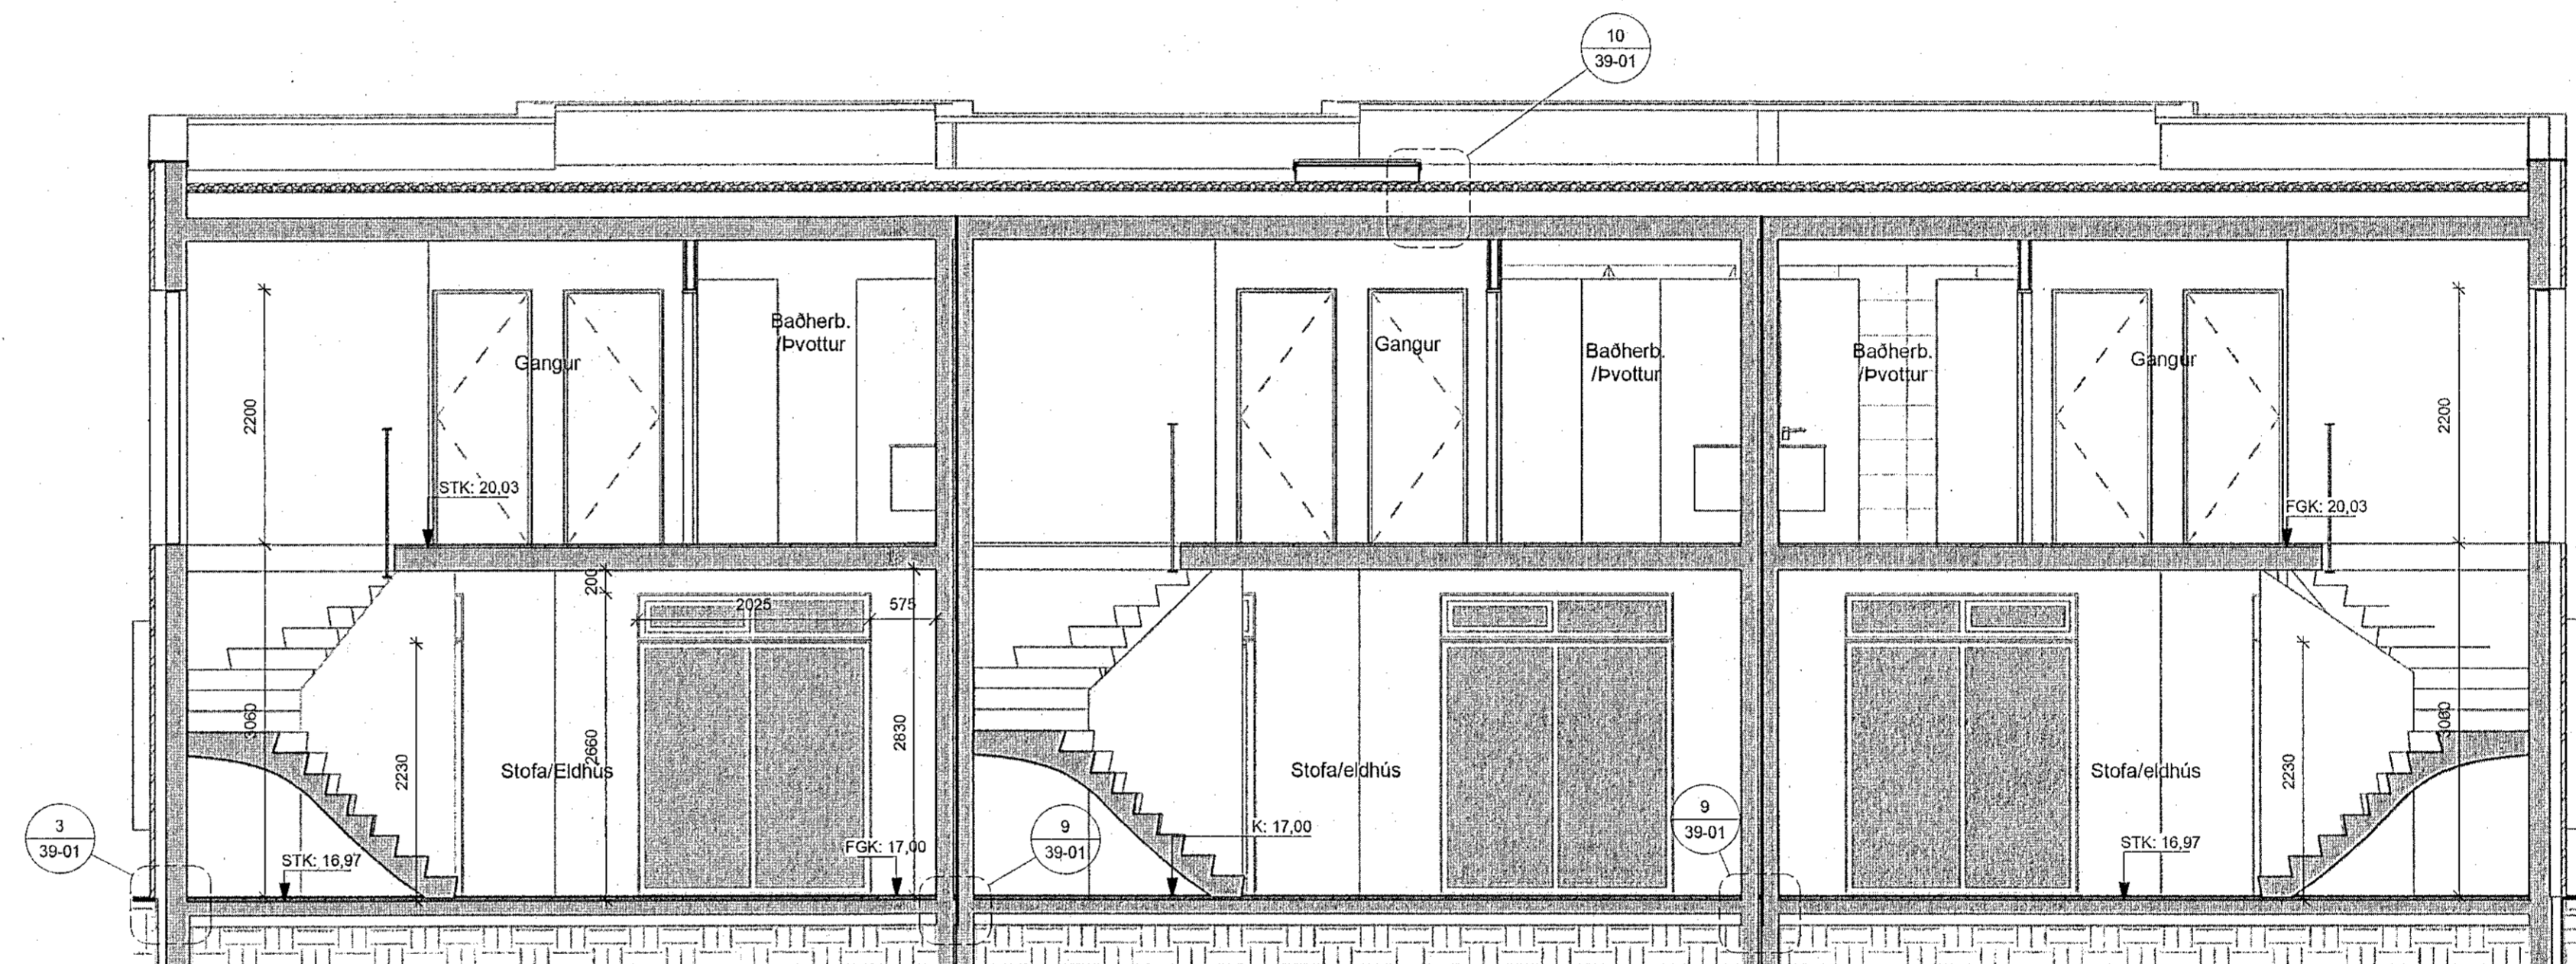 10
39-01
Baðherb.
/Þvottur
Gangur
2200
STK: 20,03
Gangur
Baðherb.
/Þvottur
Baðherb.
/Þvottur
Gangur
2200
FGK: 20,03
200
2025
575
3060
2230
2660
2830
Stofa/Eldhús
STK: 16,97
FGK: 17,00
3
39-01
Stofa/eldhús
K: 17,00
9
39-01
9
39-01
Stofa/eldhús
2230
3060
STK: 16,97